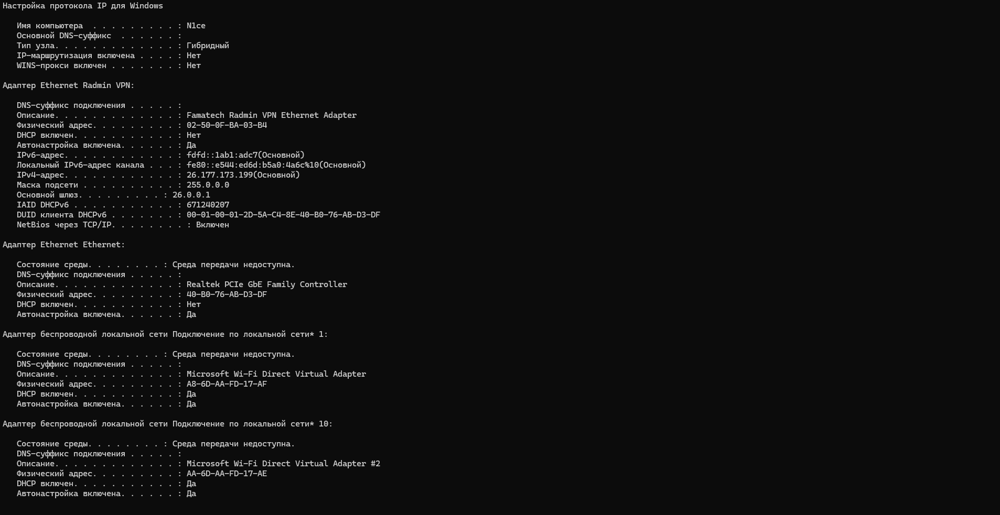 Настройка протокола IP для Windows
Имя компьютера  . . . . . . . . . : N1ce
Основной DNS-суффикс  . . . . . . :
Тип узла. . . . . . . . . . . . . : Гибридный
IP-маршрутизация включена . . . . : Нет
WINS-прокси включен . . . . . . . : Нет
Адаптер Ethernet Radmin VPN:
DNS-суффикс подключения . . . . . :
Описание. . . . . . . . . . . . . : Famatech Radmin VPN Ethernet Adapter
Физический адрес. . . . . . . . . : 02-50-0F-BA-03-B4
DHCP включен. . . . . . . . . . . : Нет
Автонастройка включена. . . . . . : Да
IPv6-адрес. . . . . . . . . . . . : fdfd::1ab1:adc7(Основной)
Локальный IPv6-адрес канала . . . : fe80::e544:ed6d:b5a0:4a6c%10(Основной)
IPv4-адрес. . . . . . . . . . . . : 26.177.173.199(Основной)
Маска подсети . . . . . . . . . . : 255.0.0.0
Основной шлюз. . . . . . . . . : 26.0.0.1
IAID DHCPv6 . . . . . . . . . . . : 671240207
DUID клиента DHCPv6 . . . . . . . : 00-01-00-01-2D-5A-C4-8E-40-B0-76-AB-D3-DF
NetBios через TCP/IP. . . . . . . . : Включен
Адаптер Ethernet Ethernet:
Состояние среды. . . . . . . . : Среда передачи недоступна.
DNS-суффикс подключения . . . . . :
Описание. . . . . . . . . . . . . : Realtek PCIe GbE Family Controller
Физический адрес. . . . . . . . . : 40-B0-76-AB-D3-DF
DHCP включен. . . . . . . . . . . : Нет
Автонастройка включена. . . . . . : Да
Адаптер беспроводной локальной сети Подключение по локальной сети* 1:
Состояние среды. . . . . . . . : Среда передачи недоступна.
DNS-суффикс подключения . . . . . :
Описание. . . . . . . . . . . . . : Microsoft Wi-Fi Direct Virtual Adapter
Физический адрес. . . . . . . . . : A8-6D-AA-FD-17-AF
DHCP включен. . . . . . . . . . . : Да
Автонастройка включена. . . . . . : Да
Адаптер беспроводной локальной сети Подключение по локальной сети* 10:
Состояние среды. . . . . . . . : Среда передачи недоступна.
DNS-суффикс подключения . . . . . :
Описание. . . . . . . . . . . . . : Microsoft Wi-Fi Direct Virtual Adapter #2
Физический адрес. . . . . . . . . : AA-6D-AA-FD-17-AE
DHCP включен. . . . . . . . . . . : Да
Автонастройка включена. . . . . . : Да